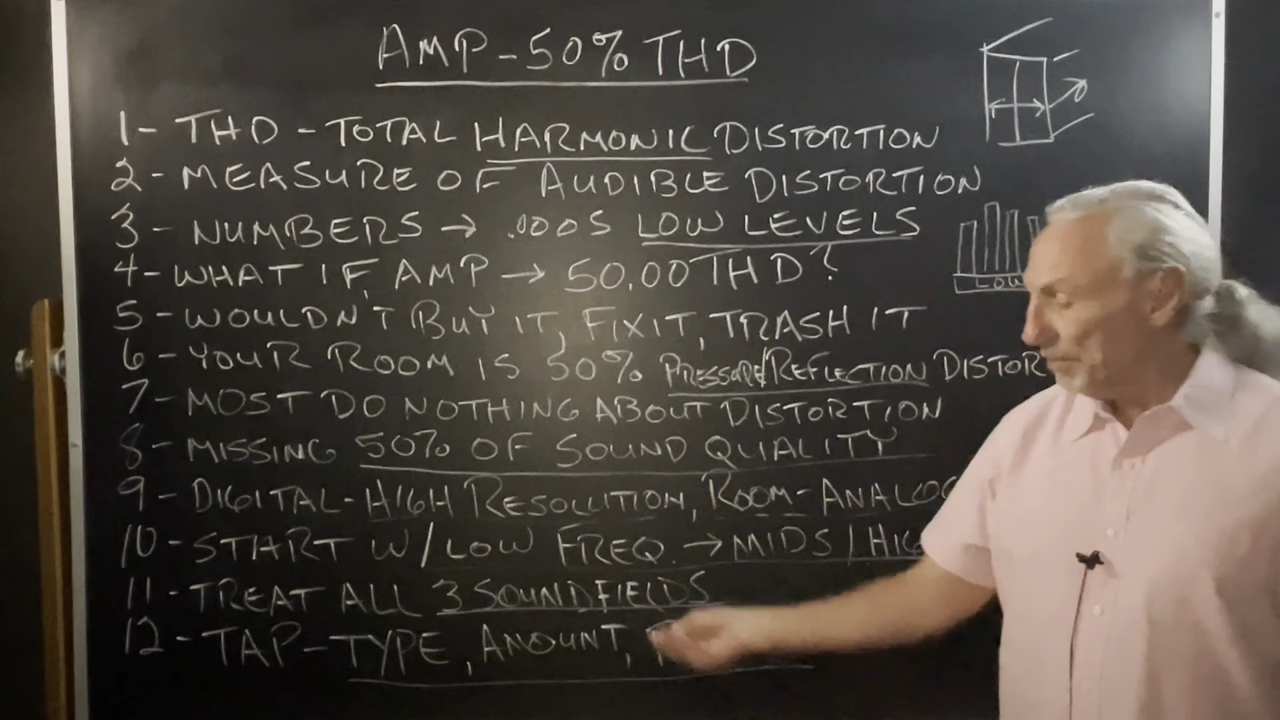 AMP-50% THD
1- THD - TOTAL HARMONIC DISTORTION
2- MEASURE OF AUDIBLE DISTORTION
3- NUMBERS → .0005 LOW LEVELS
4- WHAT IF AMP → 50.00 THD?
5- WOULDN'T BUY IT, FIX IT, TRASH IT
6- YOUR ROOM IS 50% PRESSURE/REFLECTION DISTOR
7- MOST DO NOTHING ABOUT DISTORTION
8- MISSING 50% OF SOUND QUALITY
9- DIGITAL-HIGH RESOLUTION, ROOM-ANALOG
10- START W/LOW FREQ. → MIDS/HIG
11- TREAT ALL 3 SOUNDFIELDS
12- TAP-TYPE, AMOUNT,
LOW